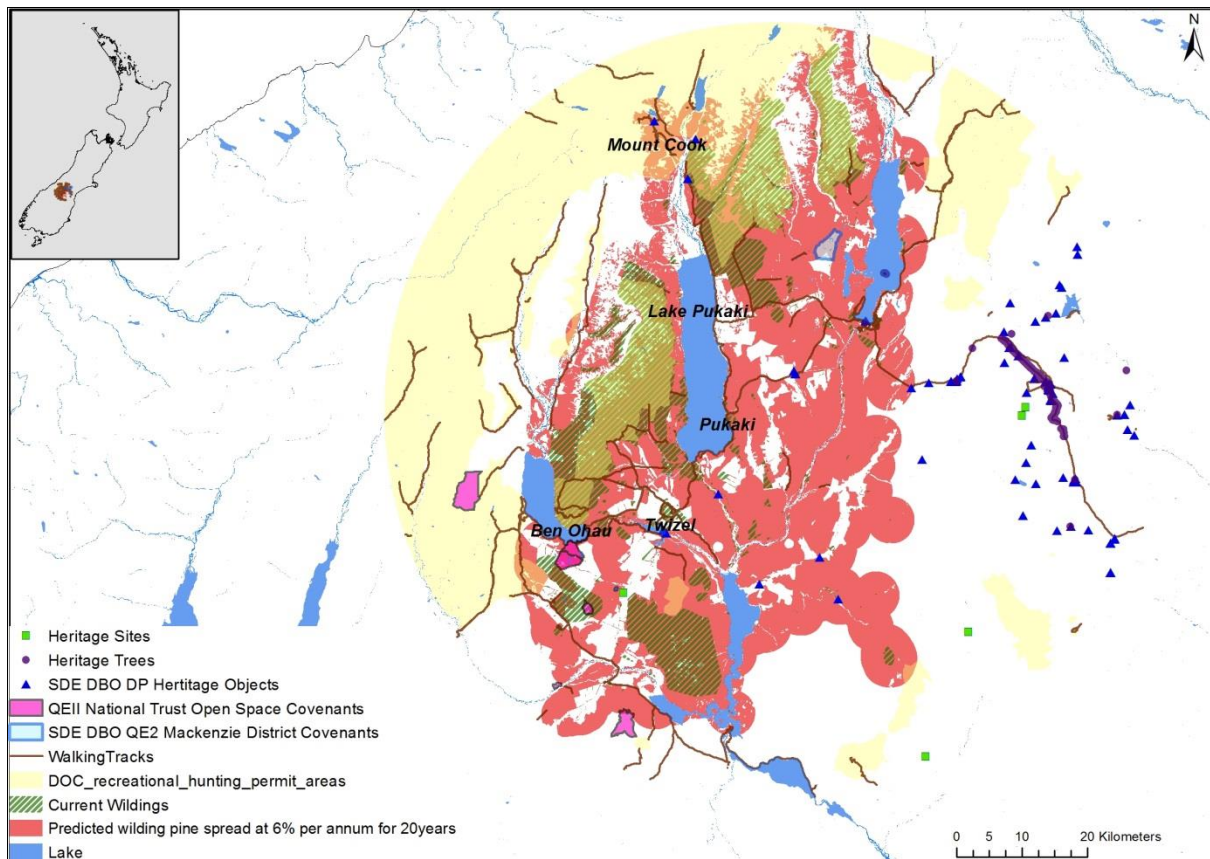 N
Mount Cook
Lake Pukaki
Pukaki
Ben Ohau
Twizel
Heritage Sites
Heritage Trees
SDE DBO DP Hertitage Objects
QEII National Trust Open Space Covenants
SDE DBO QE2 Mackenzie District Covenants
WalkingTracks
DOC_recreational_hunting_permit_areas
Current Wildings
Predicted wilding pine spread at 6% per annum for 20years
Lake
0 5 10 20 Kilometers